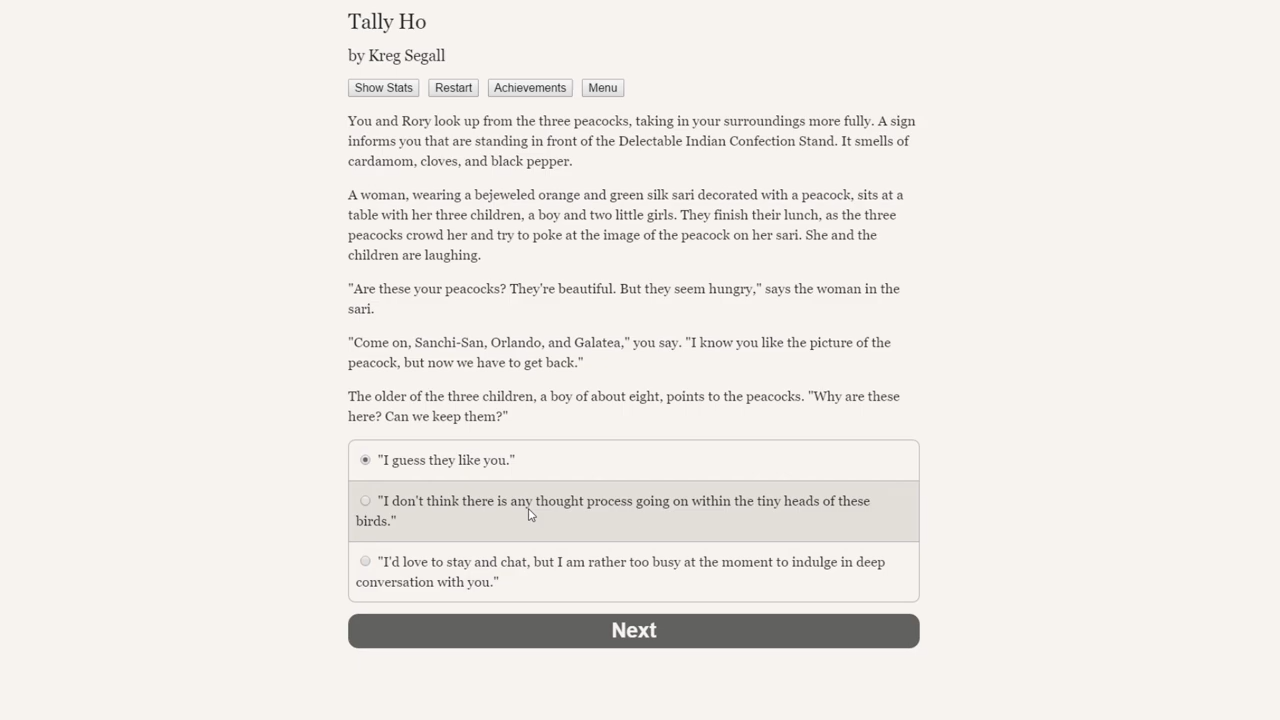 Tally Ho
by Kreg Segall
Show Stats Restart Achievements Menu
You and Rory look up from the three peacocks, taking in your surroundings more fully. A sign
informs you that are standing in front of the Delectable Indian Confection Stand. It smells of
cardamom, cloves, and black pepper.
A woman, wearing a bejeweled orange and green silk sari decorated with a peacock, sits at a
table with her three children, a boy and two little girls. They finish their lunch, as the three
peacocks crowd her and try to poke at the image of the peacock on her sari. She and the
children are laughing.
"Are these your peacocks? They're beautiful. But they seem hungry," says the woman in the
sari.
"Come on, Sanchi-San, Orlando, and Galatea," you say. "I know you like the picture of the
peacock, but now we have to get back."
The older of the three children, a boy of about eight, points to the peacocks. "Why are these
here? Can we keep them?"
"I guess they like you."
"I don't think there is any thought process going on within the tiny heads of these
birds."
"I'd love to stay and chat, but I am rather too busy at the moment to indulge in deep
conversation with you."
Next